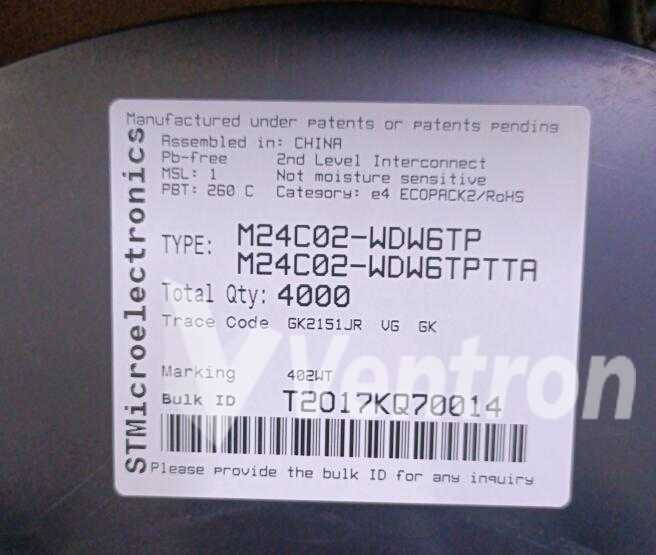 Manufactured under patents or patents pending
Assembled in: CHINA
Pb-free 2nd Level Interconnect
MSL: 1 Not moisture sensitive
PBT: 260 C Category: e4 ECOPACK2/RoHS
TYPE: M24C02-WDW6TP
M24C02-WDW6TPTTA
Total Qty: 4000
Trace Code GK2151JR VG GK
Marking 402WT
Bulk ID T2017KQ70014
Please provide the bulk ID for any inquiry
STMicroelectronics
Ventron